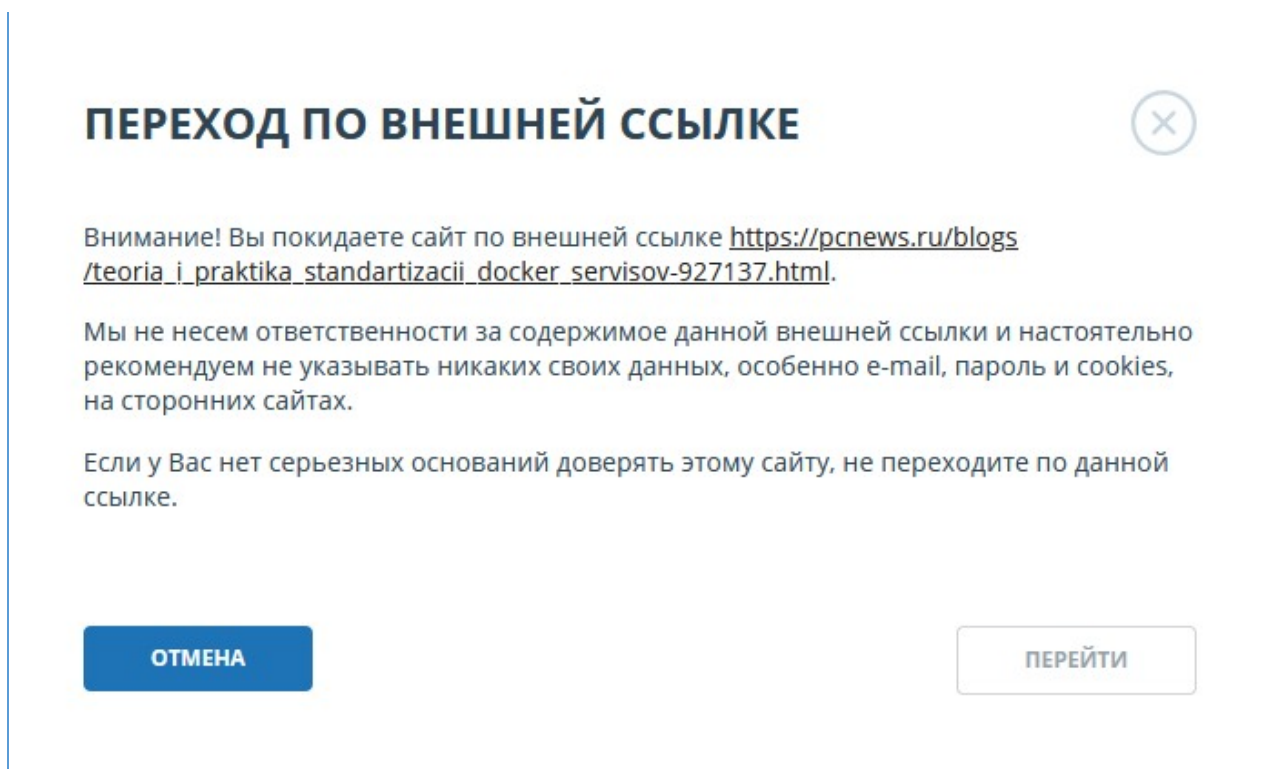 ПЕРЕХОД ПО ВНЕШНЕЙ ССЫЛКЕ
Внимание! Вы покидаете сайт по внешней ссылке https://pcnews.ru/blogs
/teoria_i_praktika_standartizacii_docker_servisov-927137.html.
Мы не несем ответственности за содержимое данной внешней ссылки и настоятельно
рекомендуем не указывать никаких своих данных, особенно e-mail, пароль и cookies,
на сторонних сайтах.
Если у Вас нет серьезных оснований доверять этому сайту, не переходите по данной
ссылке.
ОТМЕНА
ПЕРЕЙТИ